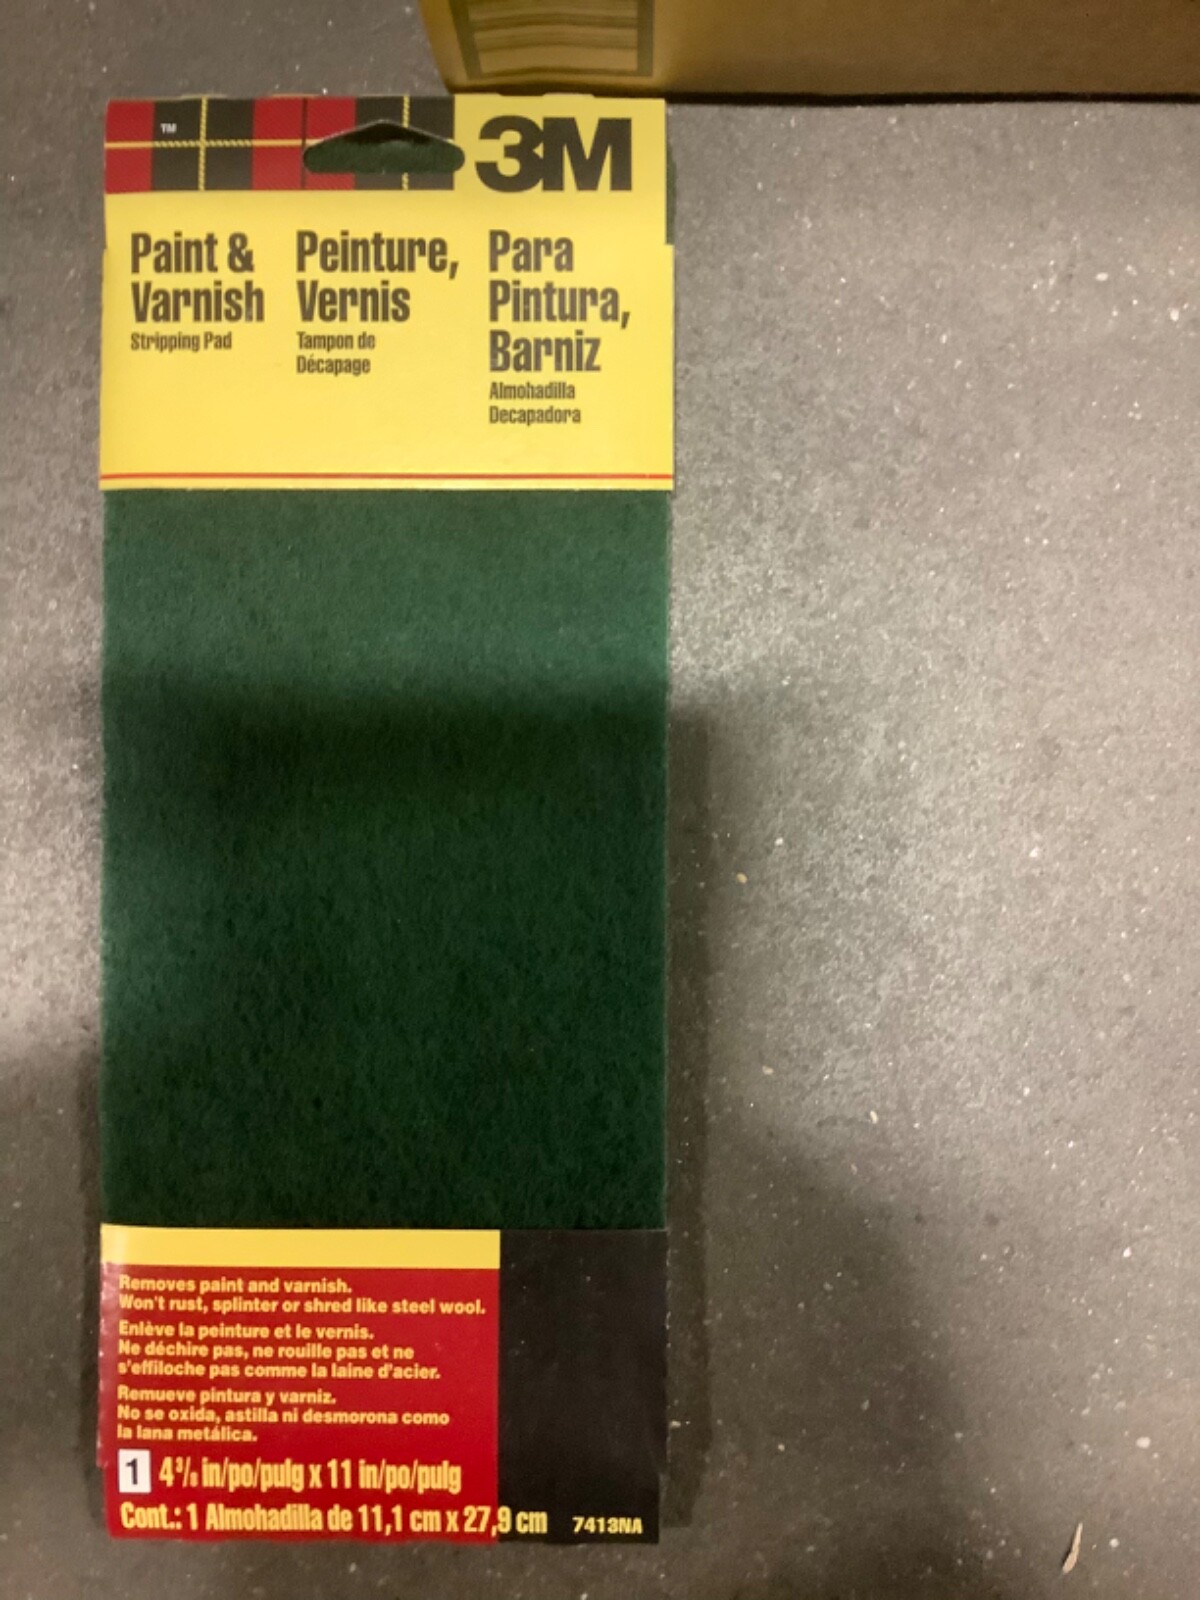 ™
3M
Paint &
Varnish
Stripping Pad
Peinture,
Vernis
Tampon de
Décapage
Para
Pintura,
Barniz
Almohadilla
Decapadora
Removes paint and varnish.
Won't rust, splinter or shred like steel wool.
Enlève la peinture et le vernis.
Ne déchire pas, ne rouille pas et ne
s'effiloche pas comme la laine d'acier.
Remueve pintura y varniz.
No se oxida, astilla ni desmorona como
la lana metálica.
1 4 3/8 in/po/pulg x 11 in/po/pulg
Cont.: 1 Almohadilla de 11,1 cm x 27,9 cm
7413NA